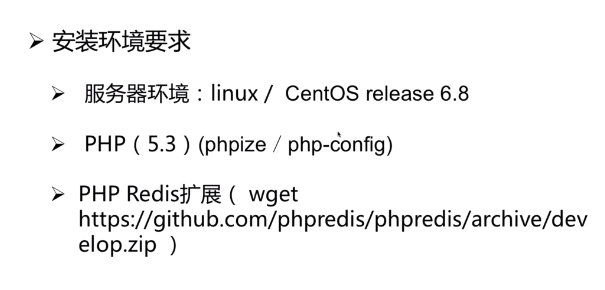 ➢ 安装环境要求
➢ 服务器环境：linux / CentOS release 6.8
➢ PHP（5.3）(phpize / php-config)
➢ PHP Redis扩展（ wget
https://github.com/phpredis/phpredis/archive/dev
elop.zip ）